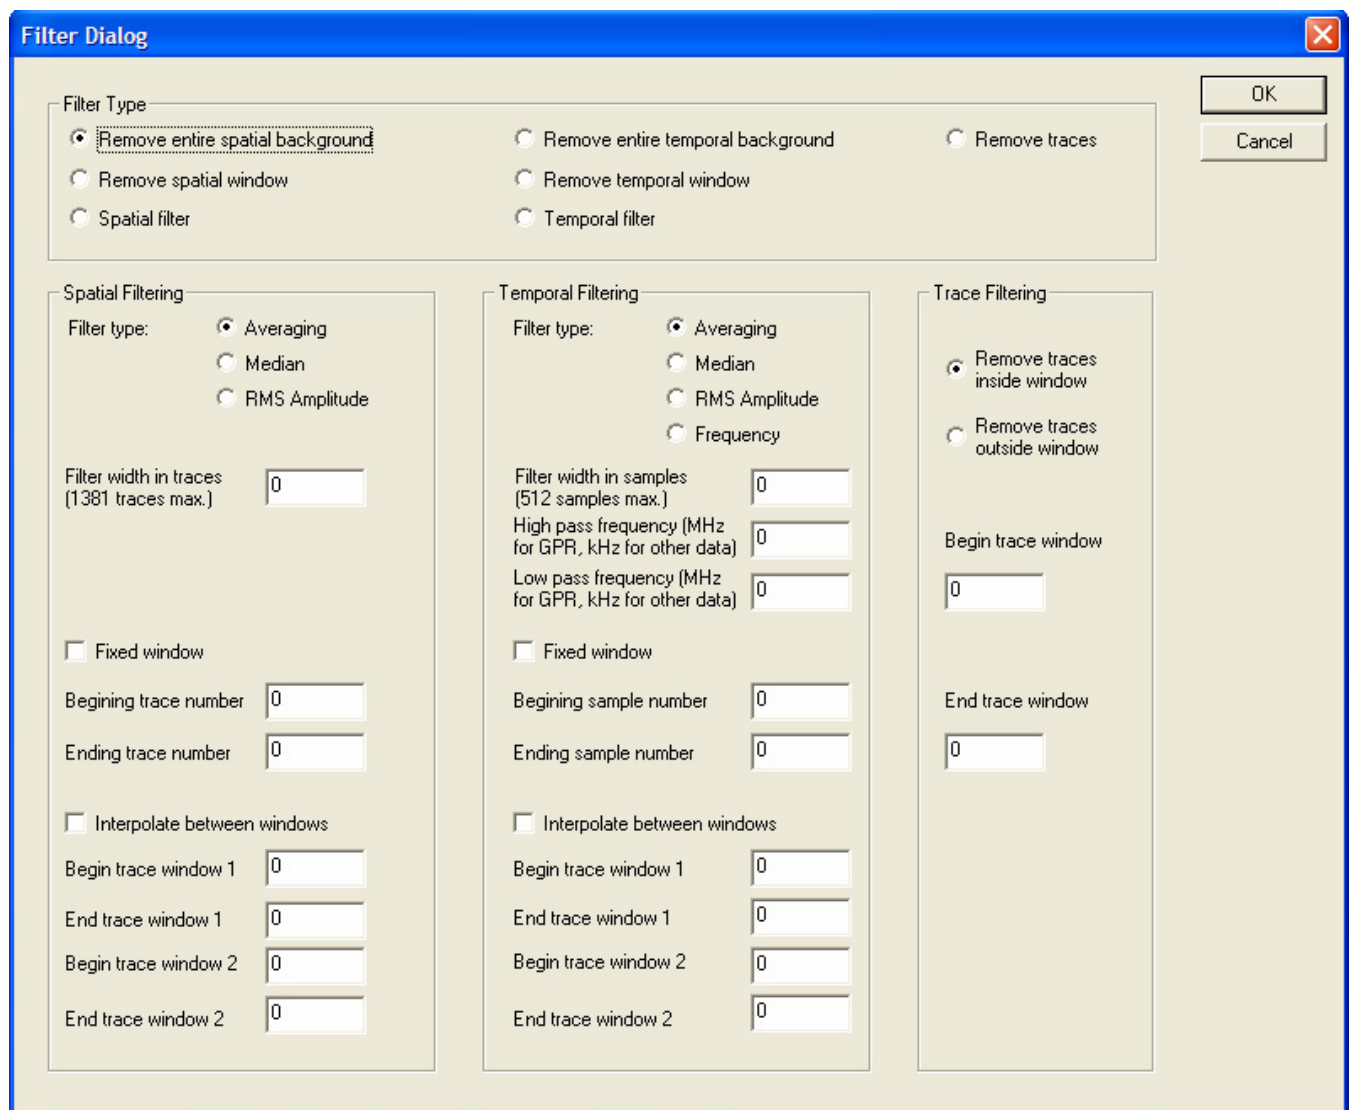 Filter Dialog
OK
Cancel
Filter Type
Remove entire spatial background
Remove entire temporal background
Remove traces
Remove spatial window
Remove temporal window
Spatial filter
Temporal filter
Spatial Filtering
Filter type:
Averaging
Median
RMS Amplitude
Filter width in traces
(1381 traces max.)
0
Fixed window
Begining trace number
0
Ending trace number
0
Interpolate between windows
Begin trace window 1
0
End trace window 1
0
Begin trace window 2
0
End trace window 2
0
Temporal Filtering
Filter type:
Averaging
Median
RMS Amplitude
Frequency
Filter width in samples
(512 samples max.)
0
High pass frequency (MHz
for GPR, kHz for other data)
0
Low pass frequency (MHz
for GPR, kHz for other data)
0
Fixed window
Begining sample number
0
Ending sample number
0
Interpolate between windows
Begin trace window 1
0
End trace window 1
0
Begin trace window 2
0
End trace window 2
0
Trace Filtering
Remove traces
inside window
Remove traces
outside window
Begin trace window
0
End trace window
0